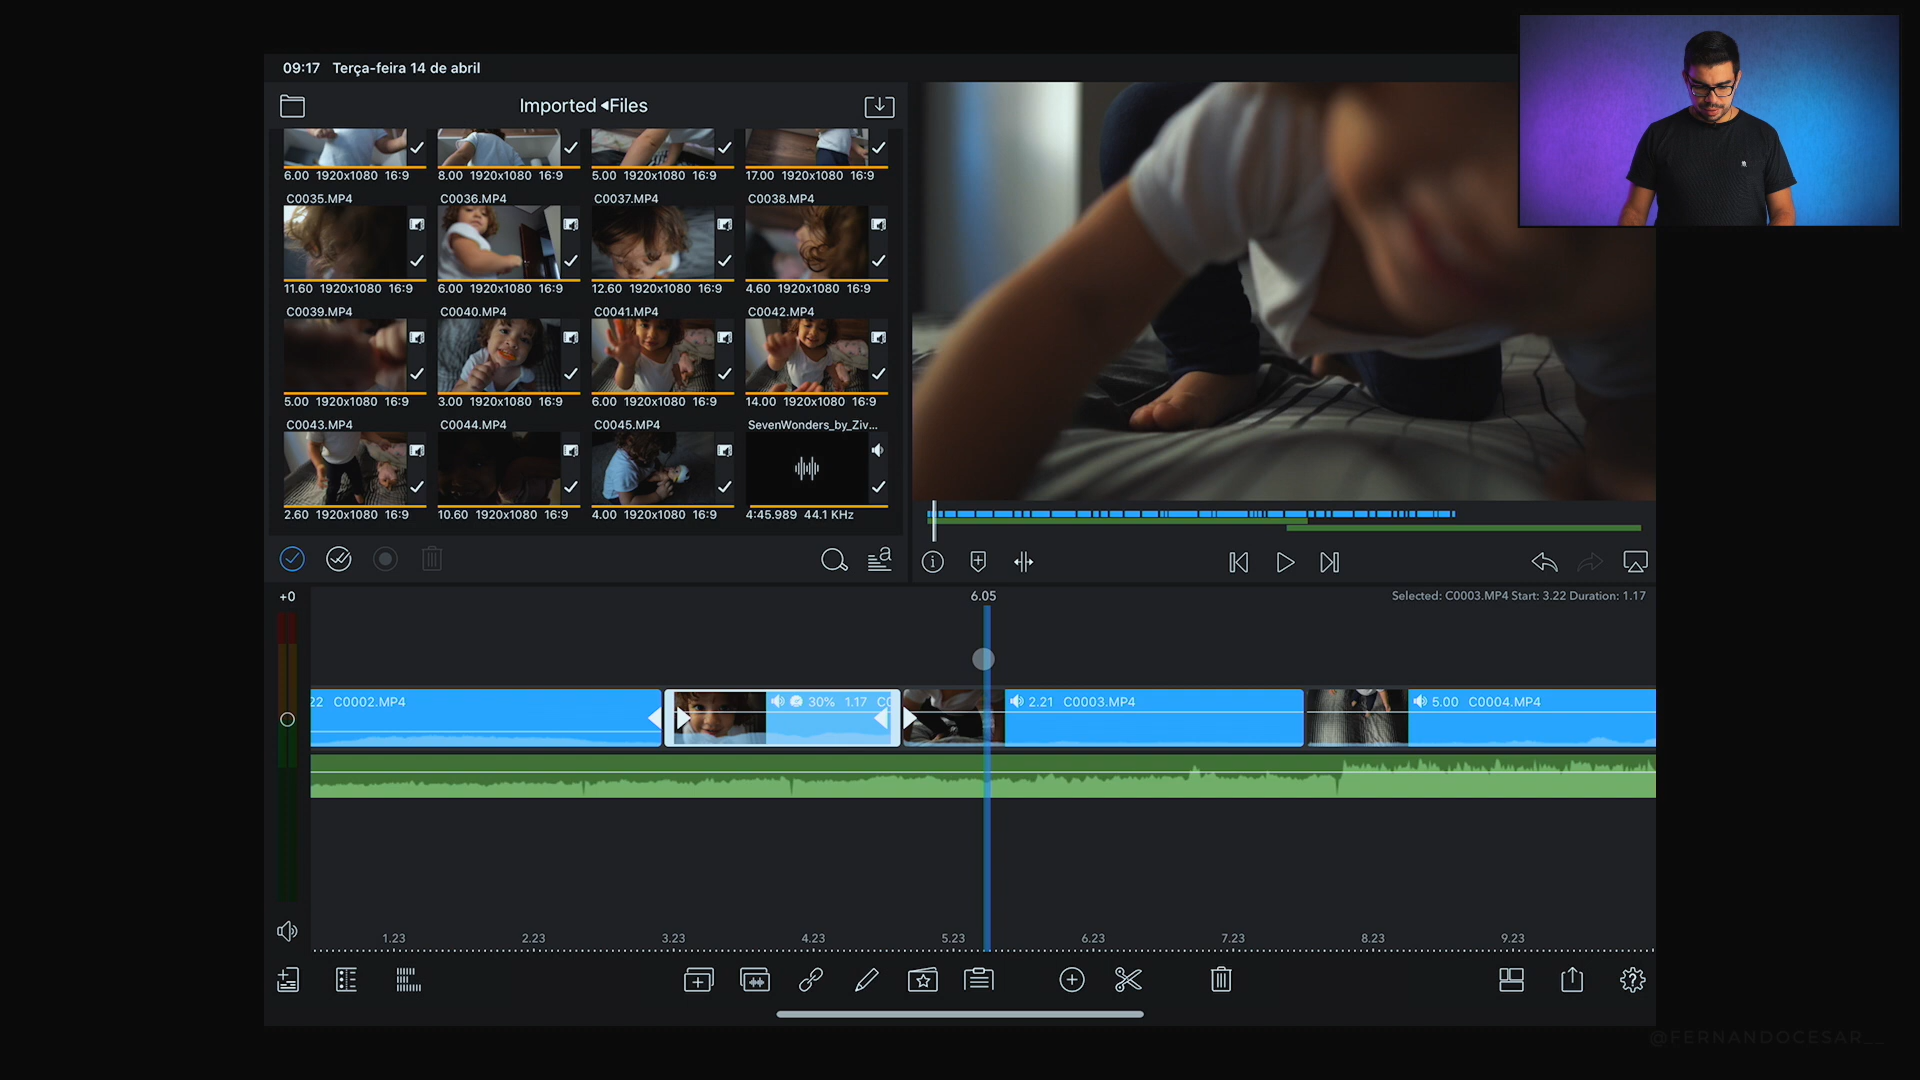 09:17 Terça-feira 14 de abril
Imported Files
6.00 1920x1080 16:9
8.00 1920x1080 16:9
5.00 1920x1080 16:9
17.00 1920x1080 16:9
C0035.MP4
C0036.MP4
C0037.MP4
C0038.MP4
11.60 1920x1080 16:9
6.00 1920x1080 16:9
12.60 1920x1080 16:9
4.60 1920x1080 16:9
C0039.MP4
C0040.MP4
C0041.MP4
C0042.MP4
5.00 1920x1080 16:9
3.00 1920x1080 16:9
6.00 1920x1080 16:9
14.00 1920x1080 16:9
C0043.MP4
C0044.MP4
C0045.MP4
SevenWonders_by_Ziv...
2.60 1920x1080 16:9
10.60 1920x1080 16:9
4.00 1920x1080 16:9
4:45.989 44.1 KHz
+0
6.05
Selected: C0003.MP4 Start: 3.22 Duration: 1.17
22 C0002.MP4
30% 1.17 C0
2.21 C0003.MP4
5.00 C0004.MP4
1.23 2.23 3.23 4.23 5.23 6.23 7.23 8.23 9.23
@FERNANDOCESAR__